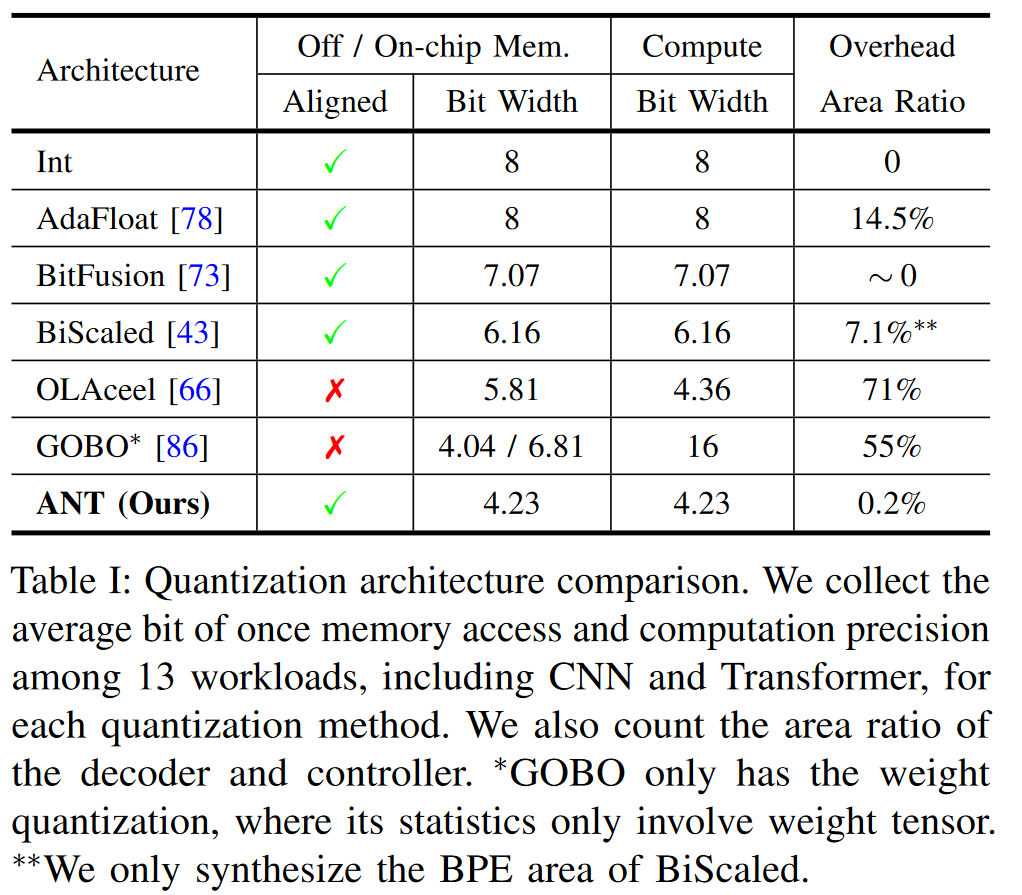 Architecture Off / On-chip Mem. Compute Overhead
Aligned Bit Width Bit Width Area Ratio
Int ✓ 8 8 0
AdaFloat [78] ✓ 8 8 14.5%
BitFusion [73] ✓ 7.07 7.07 ∼ 0
BiScaled [43] ✓ 6.16 6.16 7.1%**
OLAceel [66] ✗ 5.81 4.36 71%
GOBO* [86] ✗ 4.04 / 6.81 16 55%
ANT (Ours) ✓ 4.23 4.23 0.2%
Table I: Quantization architecture comparison. We collect the
average bit of once memory access and computation precision
among 13 workloads, including CNN and Transformer, for
each quantization method. We also count the area ratio of
the decoder and controller. *GOBO only has the weight
quantization, where its statistics only involve weight tensor.
**We only synthesize the BPE area of BiScaled.